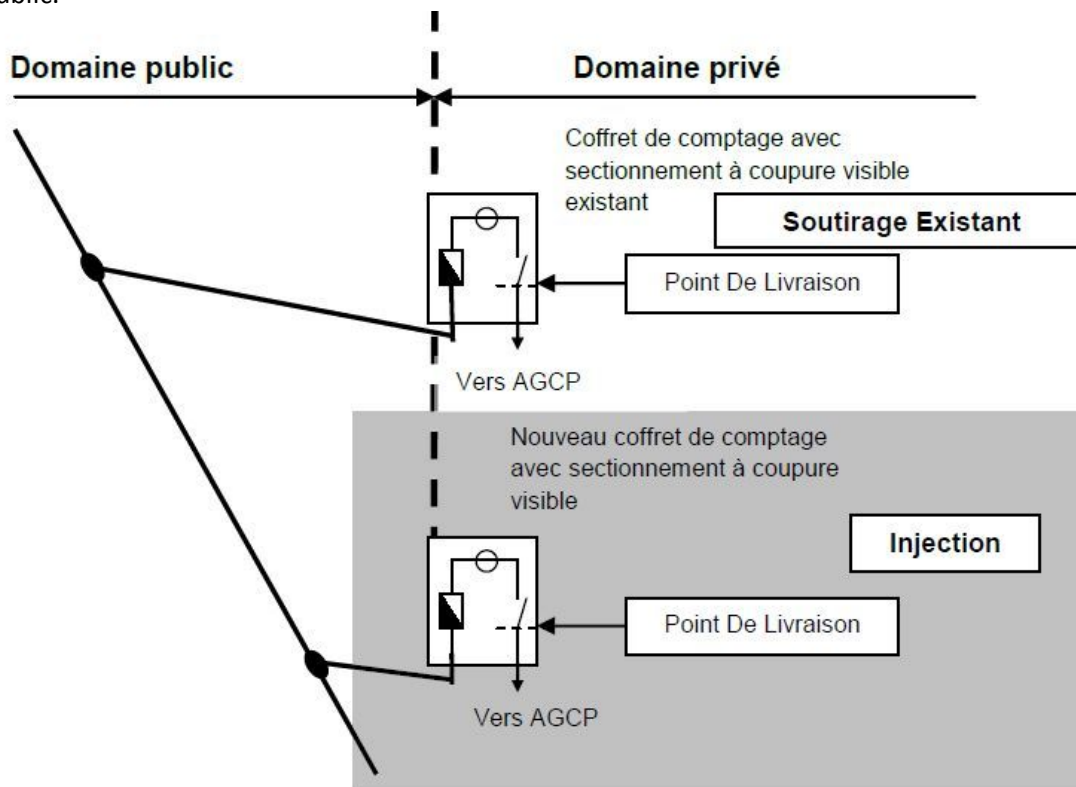 Domaine public
Domaine privé
Coffret de comptage avec
sectionnement à coupure visible
existant
Soutirage Existant
Point De Livraison
Vers AGCP
Nouveau coffret de comptage
avec sectionnement à coupure
visible
Injection
Point De Livraison
Vers AGCP